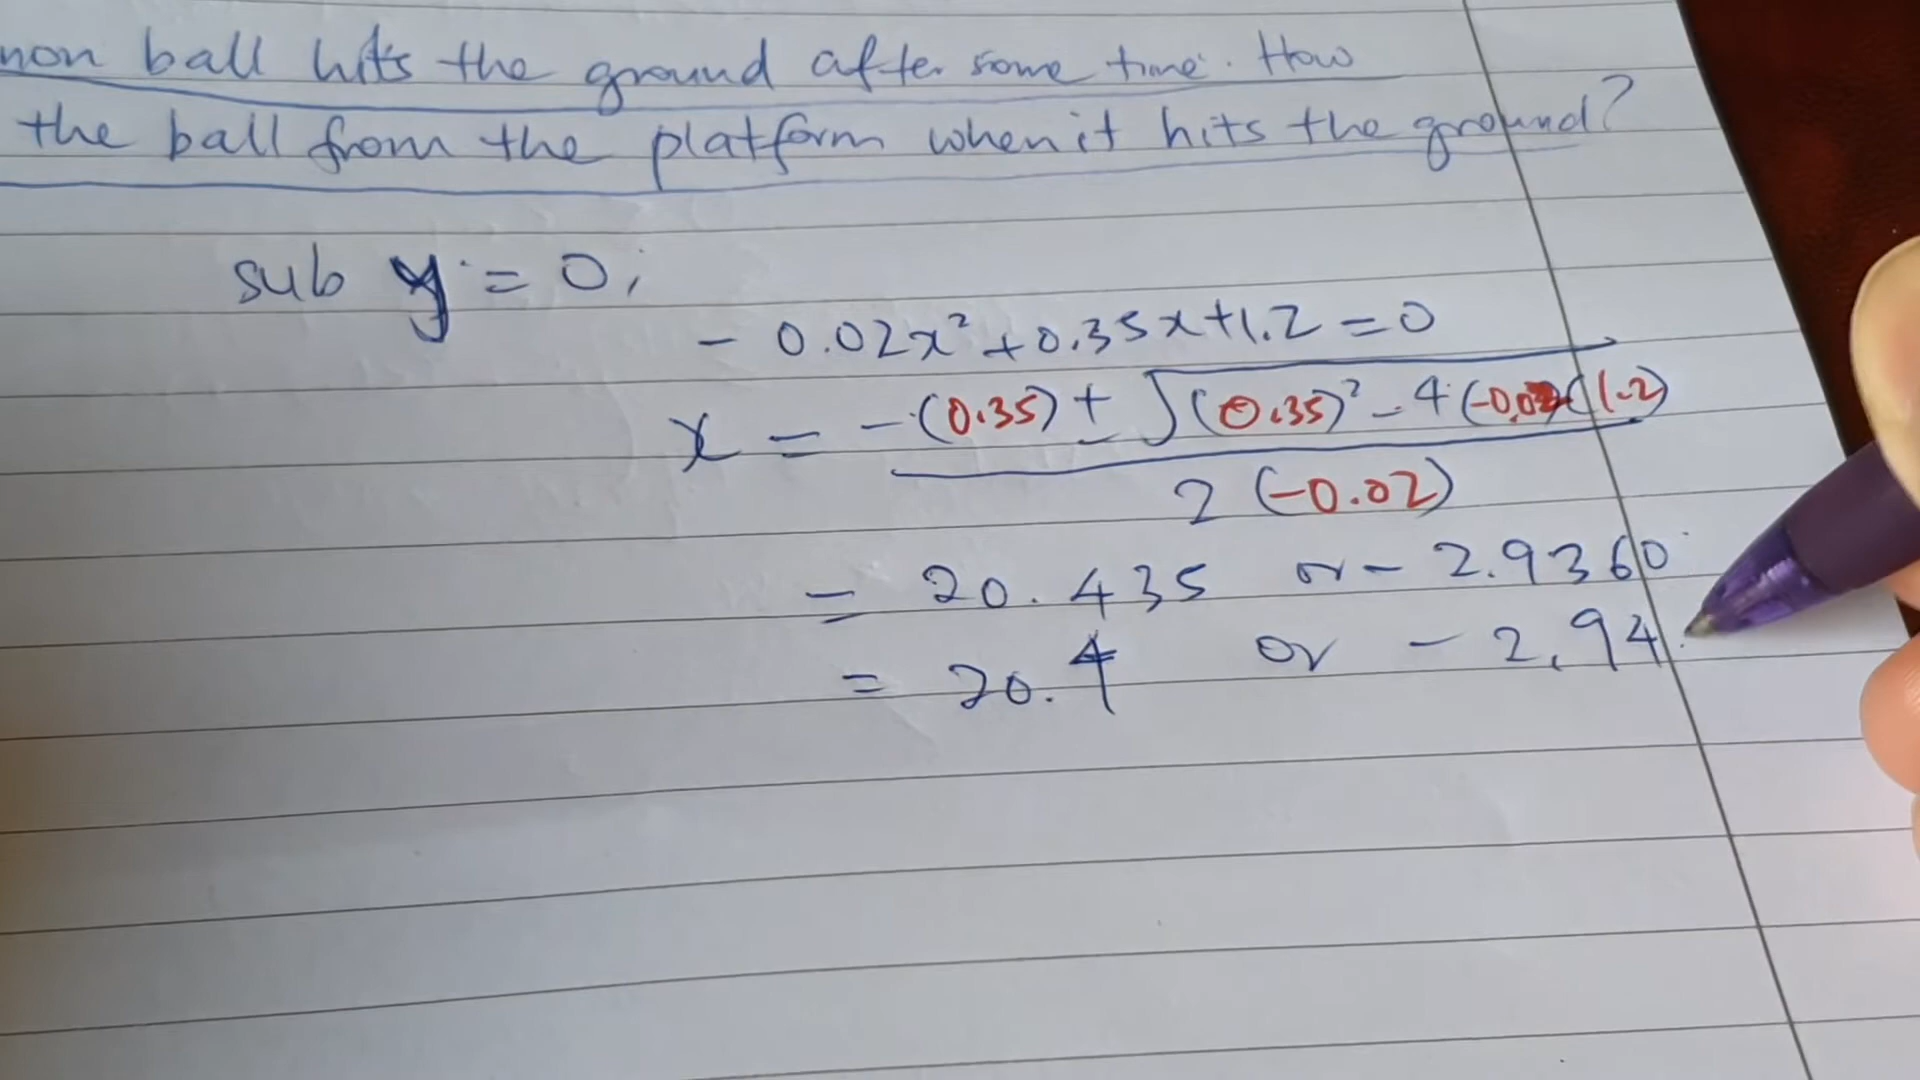 non ball hits the ground after some time. How
the ball from the platform when it hits the ground?
sub y = 0,
- 0.02x² + 0.35x + 1.2 = 0
x = -(0.35) ± √(0.35)² - 4(-0.02)(1.2)
2 (-0.02)
= 20.435 or - 2.9360
= 20.4 or - 2.94